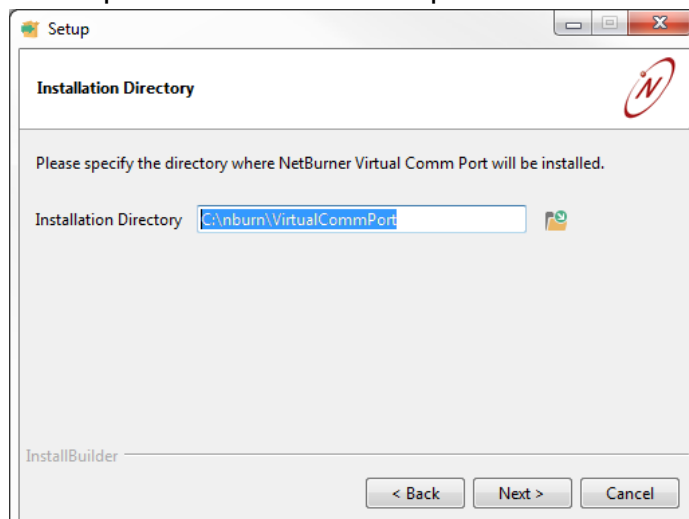 Setup
Installation Directory
Please specify the directory where NetBurner Virtual Comm Port will be installed.
Installation Directory C:\nburn\VirtualCommPort
InstallBuilder
< Back Next > Cancel